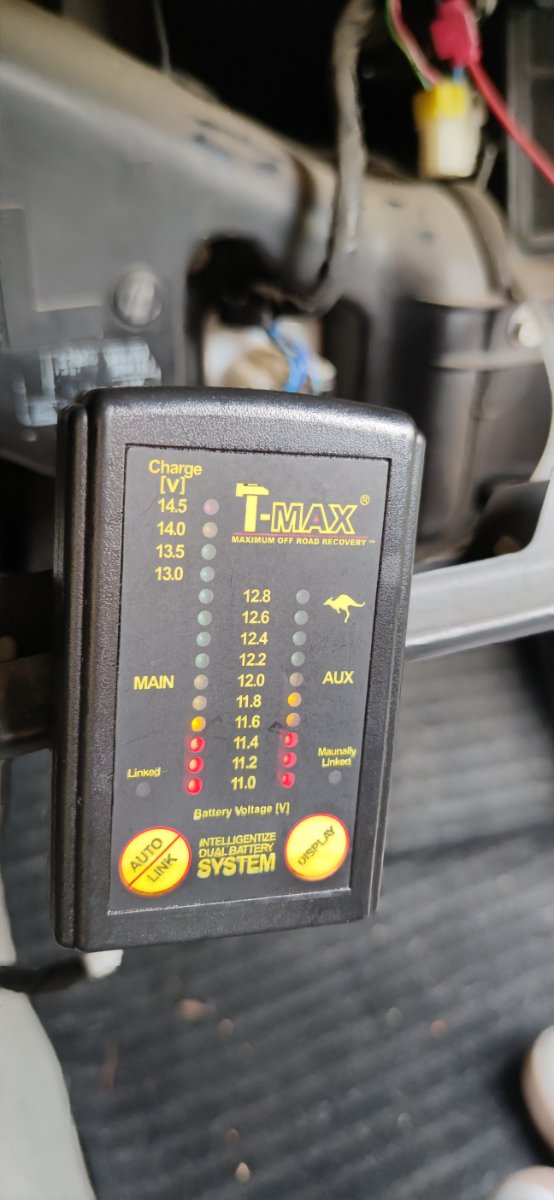 Charge
[V]
14.5
14.0
13.5
13.0
T-MAX®
MAXIMUM OFF ROAD RECOVERY™
12.8
12.6
12.4
12.2
MAIN 12.0 AUX
11.8
11.6
11.4
Linked 11.2 Maunally
Linked
11.0
Battery Voltage [V]
AUTO
LINK
INTELLIGENTIZE
DUAL BATTERY
SYSTEM
DISPLAY